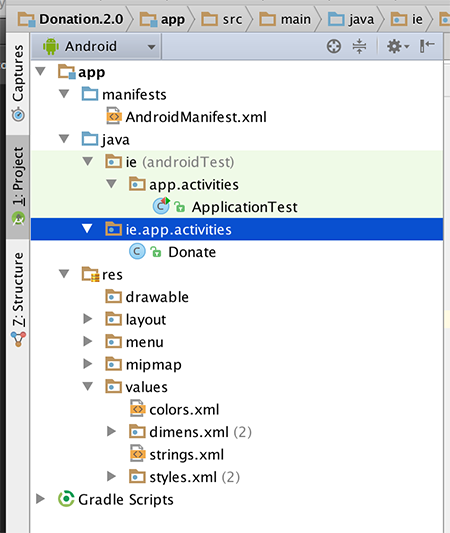 Donation.2.0 app src main java ie
Captures
1: Project
Z: Structure
Android
app
manifests
AndroidManifest.xml
java
ie (androidTest)
app.activities
ApplicationTest
ie.app.activities
Donate
res
drawable
layout
menu
mipmap
values
colors.xml
dimens.xml (2)
strings.xml
styles.xml (2)
Gradle Scripts